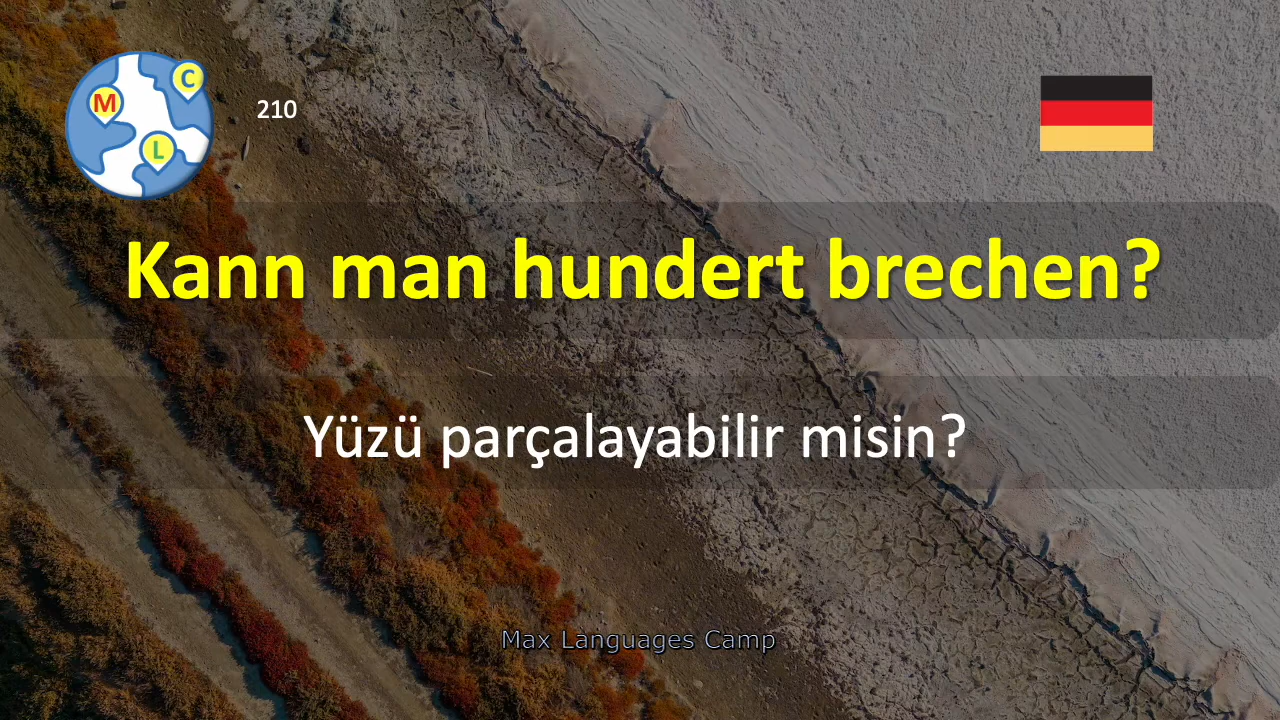 M
C
L
210
Kann man hundert brechen?
Yüzü parçalayabilir misin?
Max Languages Camp